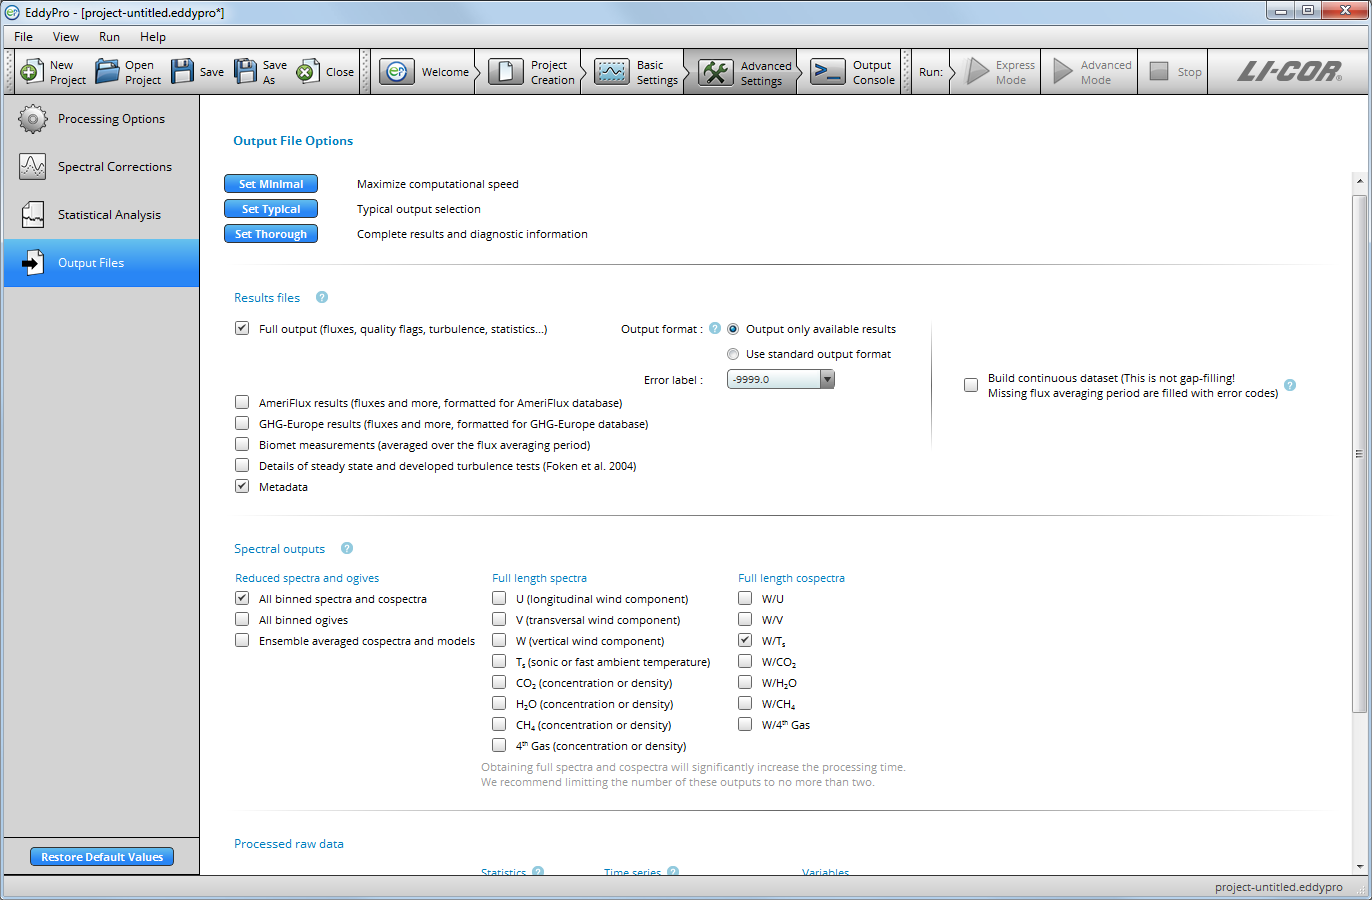 EddyPro - [project-untitled.eddypro*]
File View Run Help
New Project
Open Project
Save
Save As
Close
Welcome
Project Creation
Basic Settings
Advanced Settings
Output Console
Run:
Express Mode
Advanced Mode
Stop
LI-COR®
Processing Options
Spectral Corrections
Statistical Analysis
Output Files
Restore Default Values
Output File Options
Set Minimal Maximize computational speed
Set Typical Typical output selection
Set Thorough Complete results and diagnostic information
Results files ?
Full output (fluxes, quality flags, turbulence, statistics...) Output format : ? Output only available results
Use standard output format
Error label : -9999.0
Build continuous dataset (This is not gap-filling!
Missing flux averaging period are filled with error codes) ?
AmeriFlux results (fluxes and more, formatted for AmeriFlux database)
GHG-Europe results (fluxes and more, formatted for GHG-Europe database)
Biomet measurements (averaged over the flux averaging period)
Details of steady state and developed turbulence tests (Foken et al. 2004)
Metadata
Spectral outputs ?
Reduced spectra and ogives
All binned spectra and cospectra
All binned ogives
Ensemble averaged cospectra and models
Full length spectra
U (longitudinal wind component)
V (transversal wind component)
W (vertical wind component)
Ts (sonic or fast ambient temperature)
CO₂ (concentration or density)
H₂O (concentration or density)
CH₄ (concentration or density)
4th Gas (concentration or density)
Full length cospectra
W/U
W/V
W/Ts
W/CO₂
W/H₂O
W/CH₄
W/4th Gas
Obtaining full spectra and cospectra will significantly increase the processing time.
We recommend limitting the number of these outputs to no more than two.
Processed raw data
Statistics ? Time series ? Variables
project-untitled.eddypro